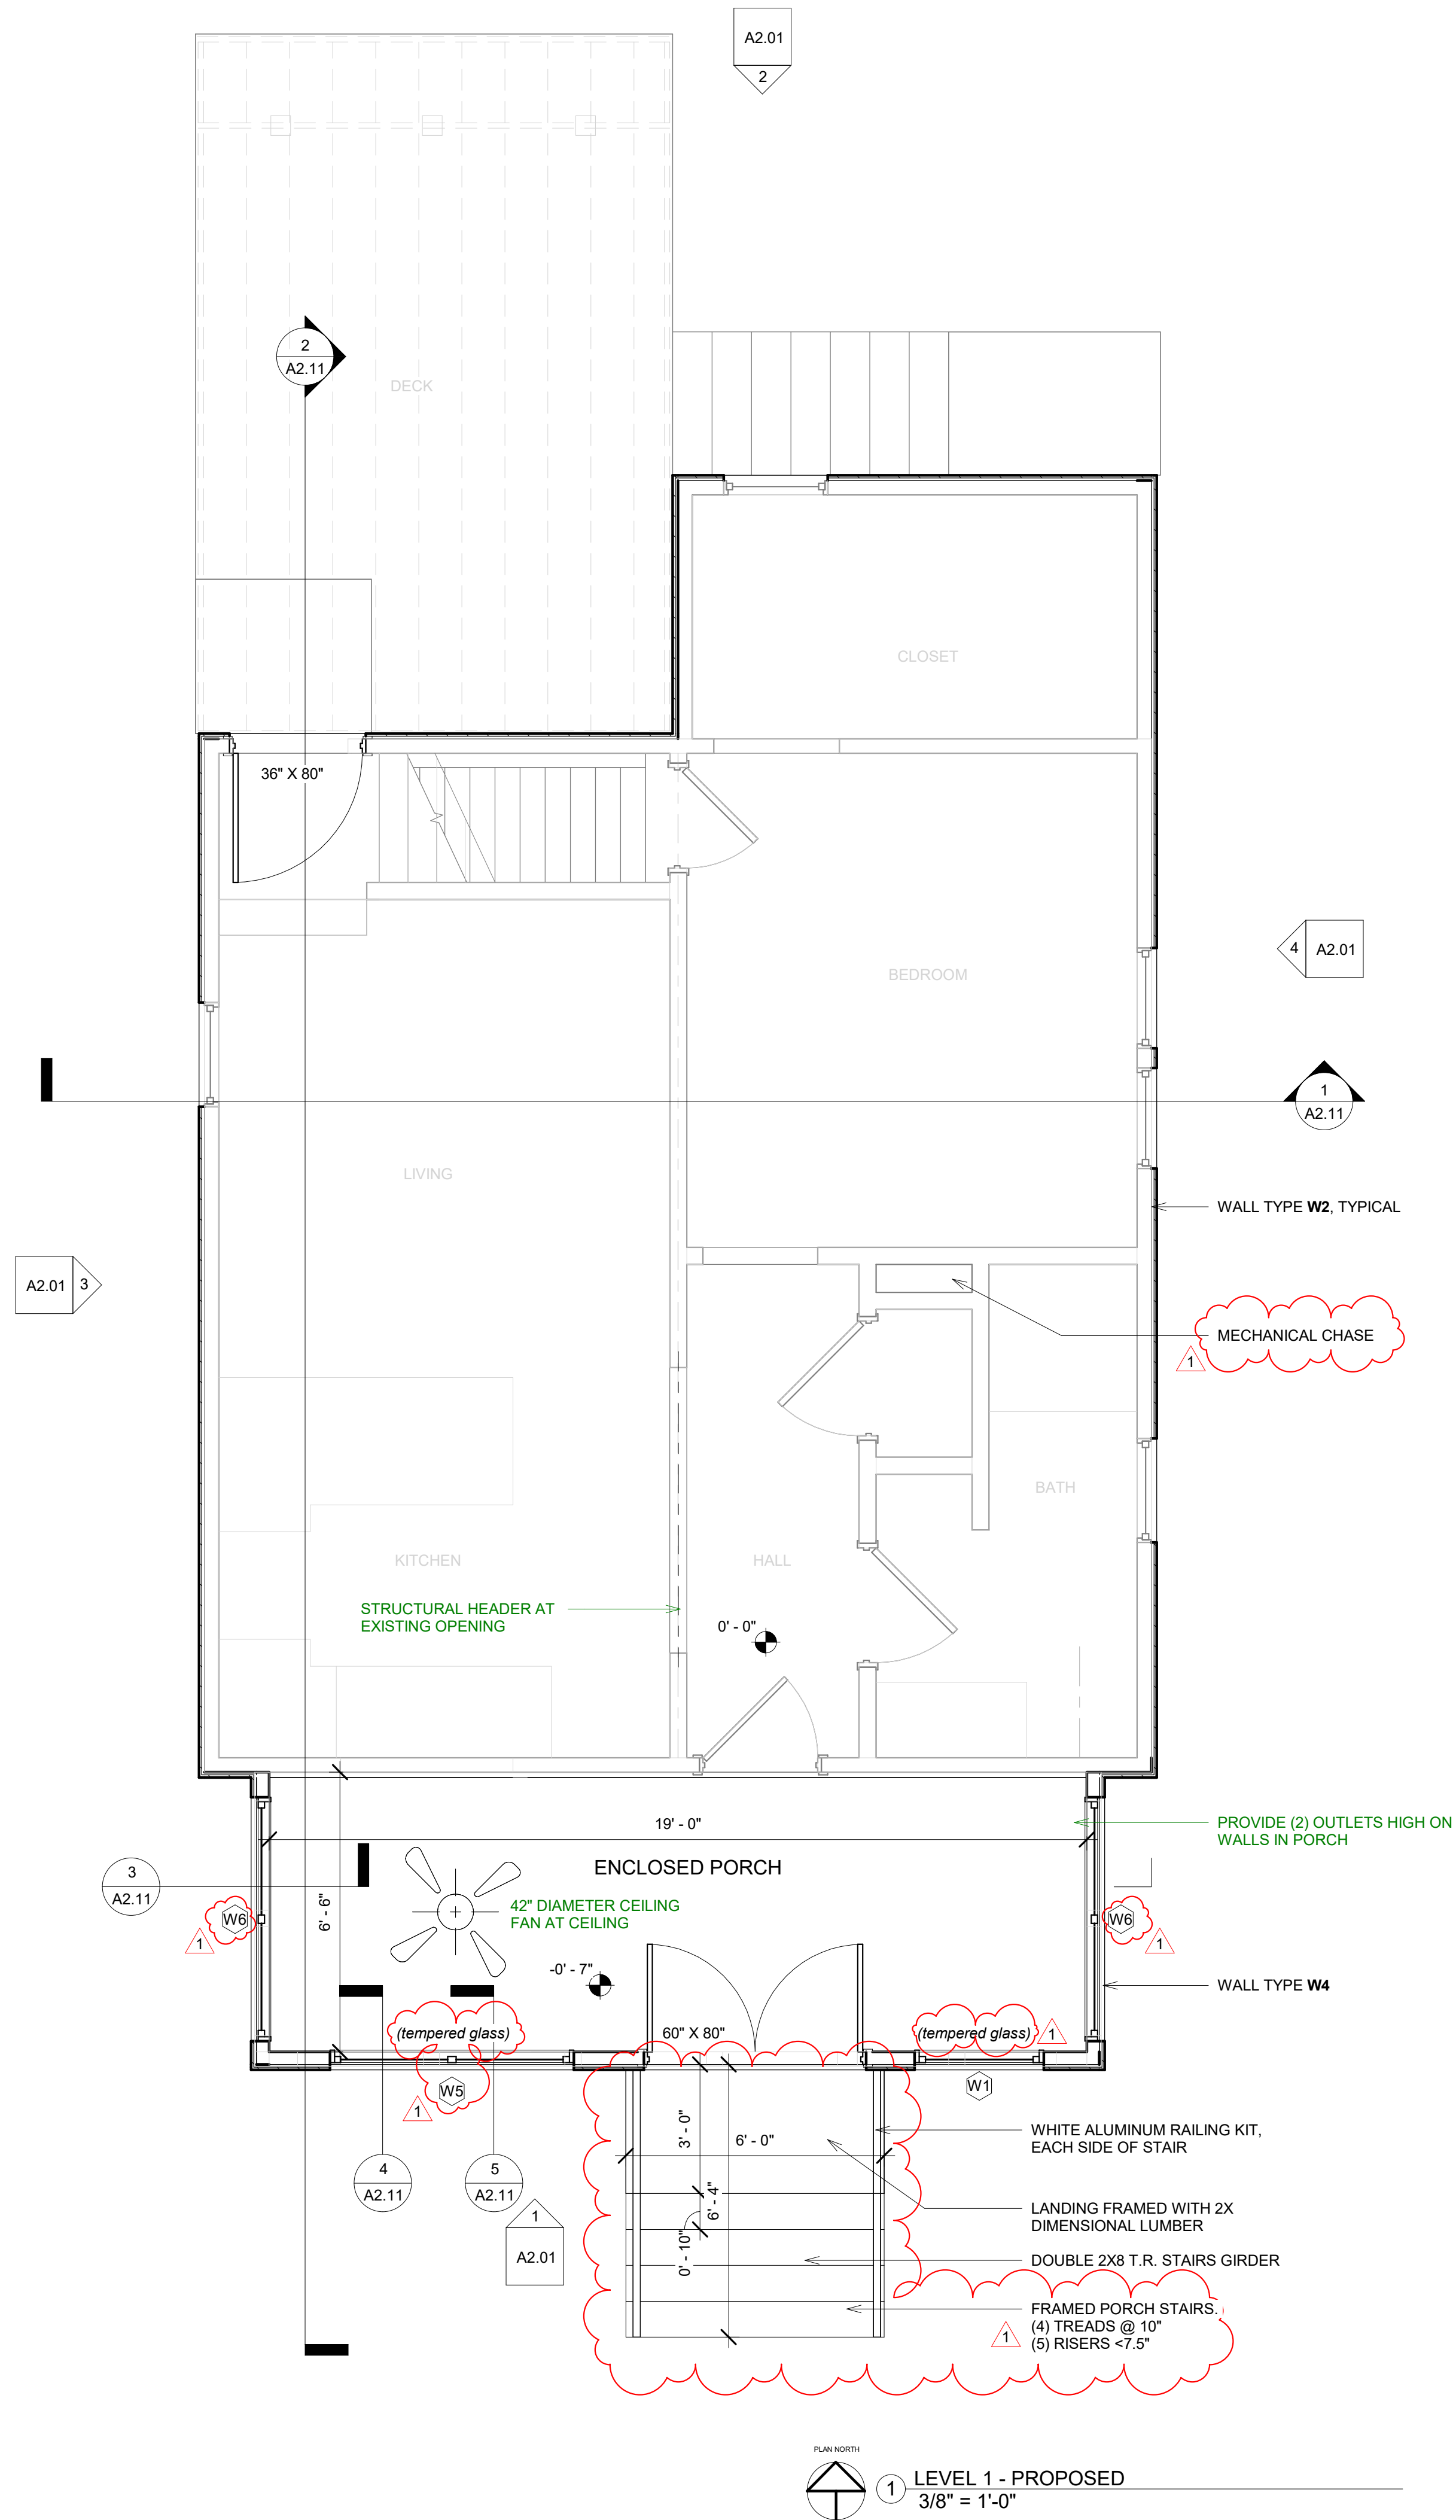 A2.01
2
2
A2.11
DECK
CLOSET
36" X 80"
BEDROOM
4
A2.01
1
A2.11
LIVING
WALL TYPE W2, TYPICAL
A2.01
3
MECHANICAL CHASE
1
BATH
KITCHEN
HALL
STRUCTURAL HEADER AT
EXISTING OPENING
0' - 0"
19' - 0"
PROVIDE (2) OUTLETS HIGH ON
WALLS IN PORCH
ENCLOSED PORCH
3
A2.11
6' - 6"
42" DIAMETER CEILING
FAN AT CEILING
W6
1
W6
1
-0' - 7"
WALL TYPE W4
(tempered glass)
60" X 80"
(tempered glass)
1
W5
1
W1
3' - 0"
6' - 0"
WHITE ALUMINUM RAILING KIT,
EACH SIDE OF STAIR
4
A2.11
5
A2.11
6' - 4"
LANDING FRAMED WITH 2X
DIMENSIONAL LUMBER
1
A2.01
0' - 10"
DOUBLE 2X8 T.R. STAIRS GIRDER
FRAMED PORCH STAIRS.
(4) TREADS @ 10"
(5) RISERS <7.5"
1
PLAN NORTH
1
LEVEL 1 - PROPOSED
3/8" = 1'-0"